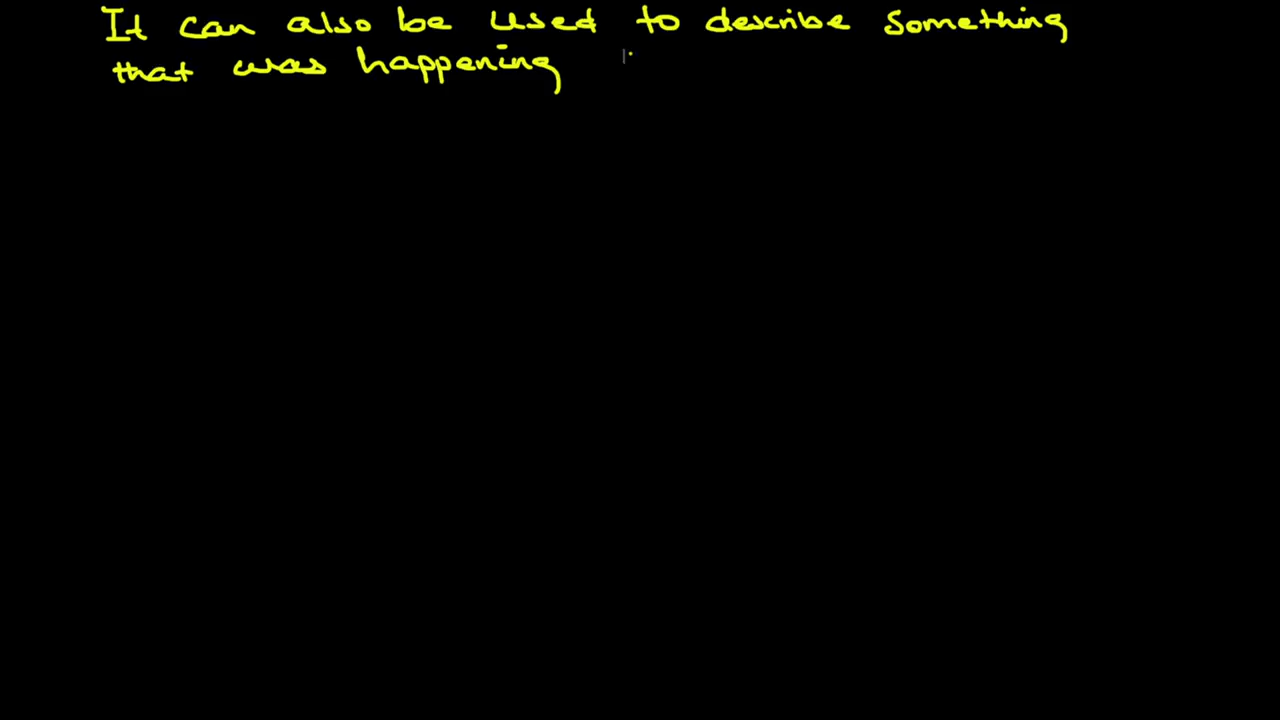 It can also be used to describe something
that was happening